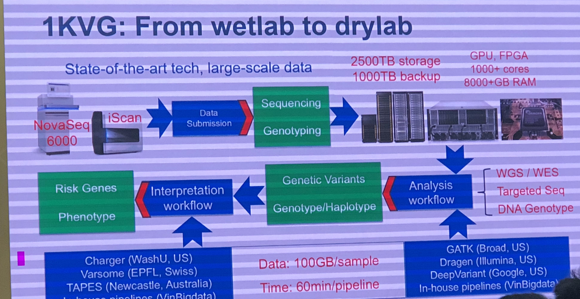 1KVG: From wetlab to drylab
State-of-the-art tech, large-scale data
2500TB storage
1000TB backup
GPU, FPGA
1000+ cores
8000+GB RAM
NovaSeq
6000
iScan
Data
Submission
Sequencing
Genotyping
Risk Genes
Phenotype
Interpretation
workflow
Genetic Variants
Genotype/Haplotype
Analysis
workflow
WGS / WES
Targeted Seq
DNA Genotype
Charger (WashU, US)
Varsome (EPFL, Swiss)
TAPES (Newcastle, Australia)
In-house pipelines (VinBigdata)
Data: 100GB/sample
Time: 60min/pipeline
GATK (Broad, US)
Dragen (Illumina, US)
DeepVariant (Google, US)
In-house pipelines (VinBigdata)